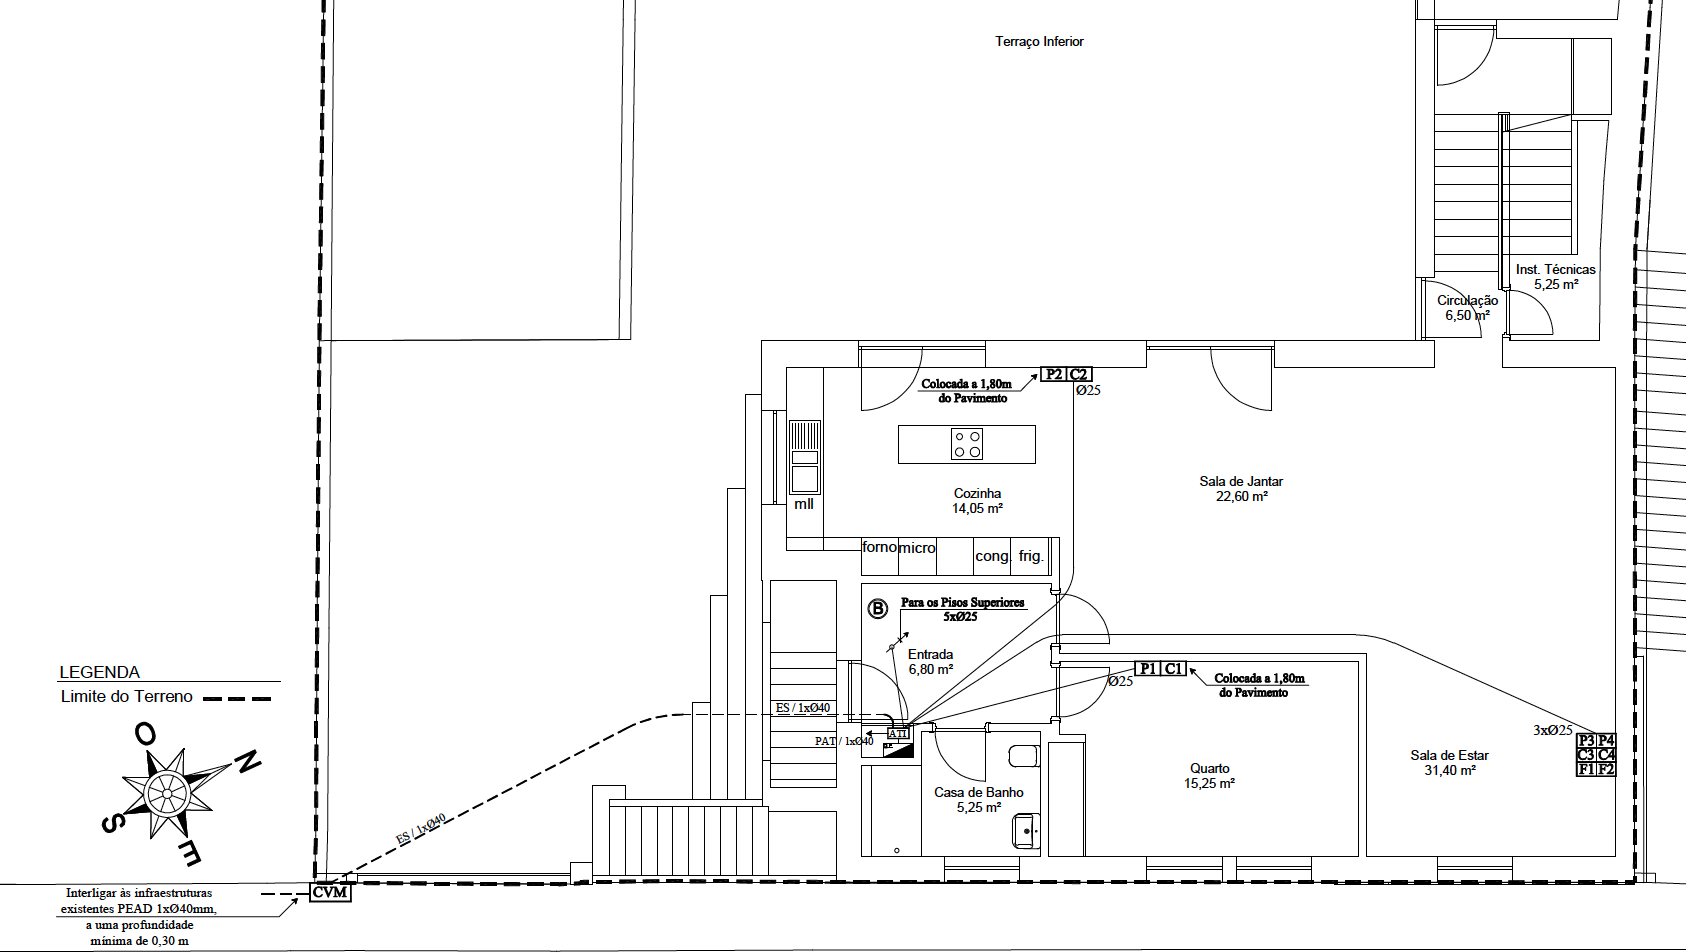 Terraço Inferior
Inst. Técnicas
5,25 m²
Circulação
6,50 m²
P2 C2
Ø25
Colocada a 1,80m
do Pavimento
Sala de Jantar
22,60 m²
Cozinha
14,05 m²
mll
forno micro cong. frig.
B
Para os Pisos Superiores
5xØ25
Entrada
6,80 m²
P1 C1
Ø25
Colocada a 1,80m
do Pavimento
LEGENDA
Limite do Terreno
ES / 1xØ40
ATI
PAT / 1xØ40
3xØ25
P3 P4
C3 C4
F1 F2
Sala de Estar
31,40 m²
Quarto
15,25 m²
Casa de Banho
5,25 m²
O
N
S
E
ES / 1xØ40
CVM
Interligar às infraestruturas
existentes PEAD 1xØ40mm,
a uma profundidade
mínima de 0,30 m